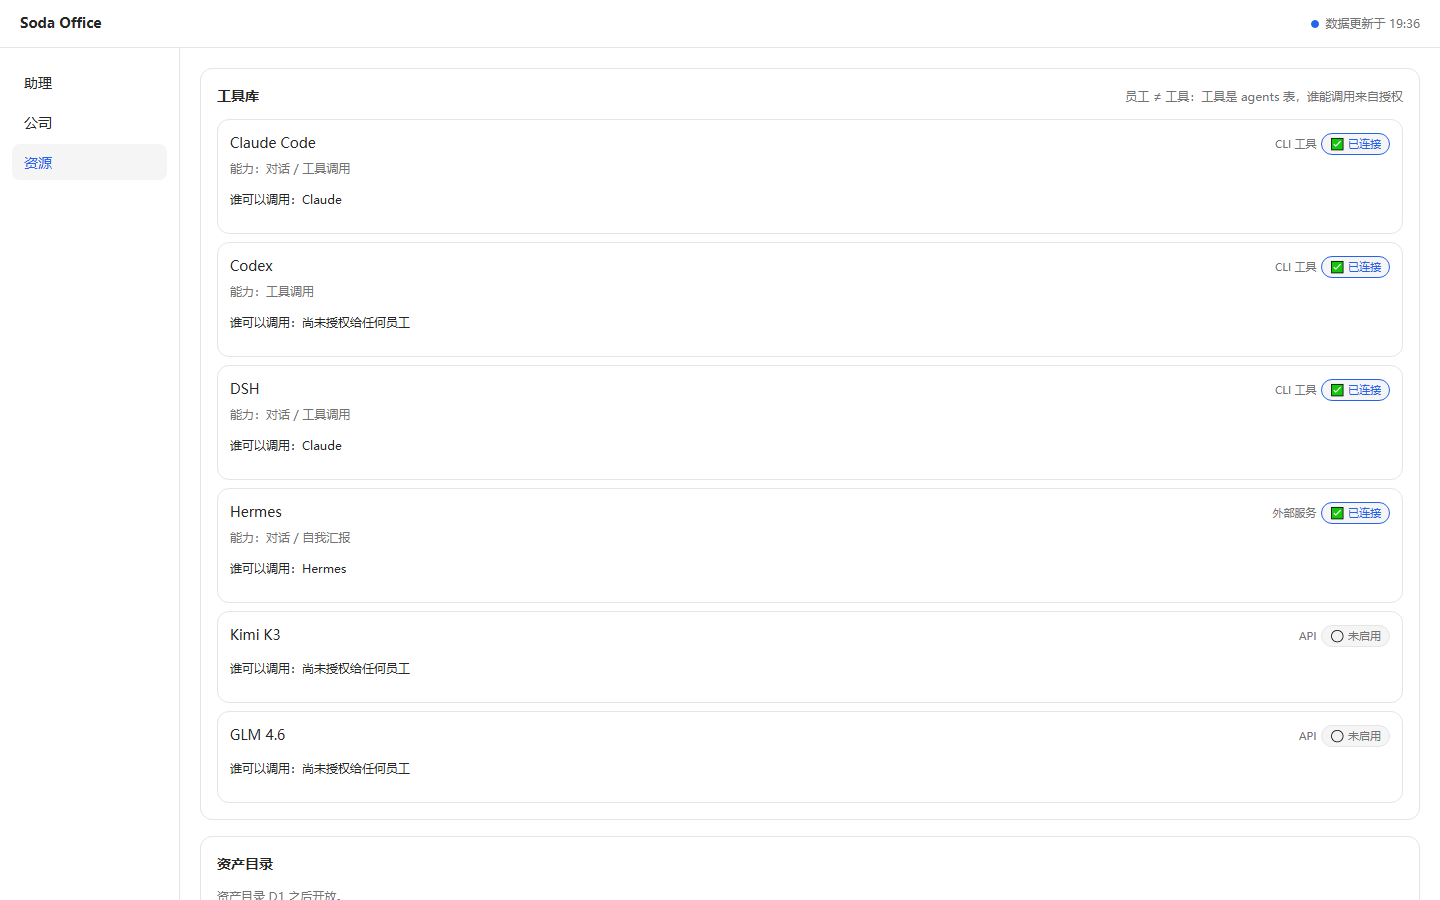 Soda Office
数据更新于 19:36
助理
公司
资源
工具库
员工 ≠ 工具：工具是 agents 表，谁能调用来自授权
Claude Code
CLI 工具 已连接
能力：对话 / 工具调用
谁可以调用：Claude
Codex
CLI 工具 已连接
能力：工具调用
谁可以调用：尚未授权给任何员工
DSH
CLI 工具 已连接
能力：对话 / 工具调用
谁可以调用：Claude
Hermes
外部服务 已连接
能力：对话 / 自我汇报
谁可以调用：Hermes
Kimi K3
API 未启用
谁可以调用：尚未授权给任何员工
GLM 4.6
API 未启用
谁可以调用：尚未授权给任何员工
资产目录
资产目录 D1 之后开放。